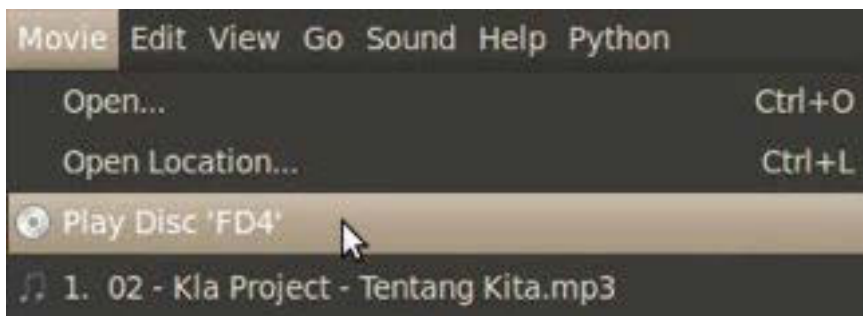 Movie Edit View Go Sound Help Python
Open... Ctrl+O
Open Location... Ctrl+L
Play Disc 'FD4'
1. 02 - Kla Project - Tentang Kita.mp3